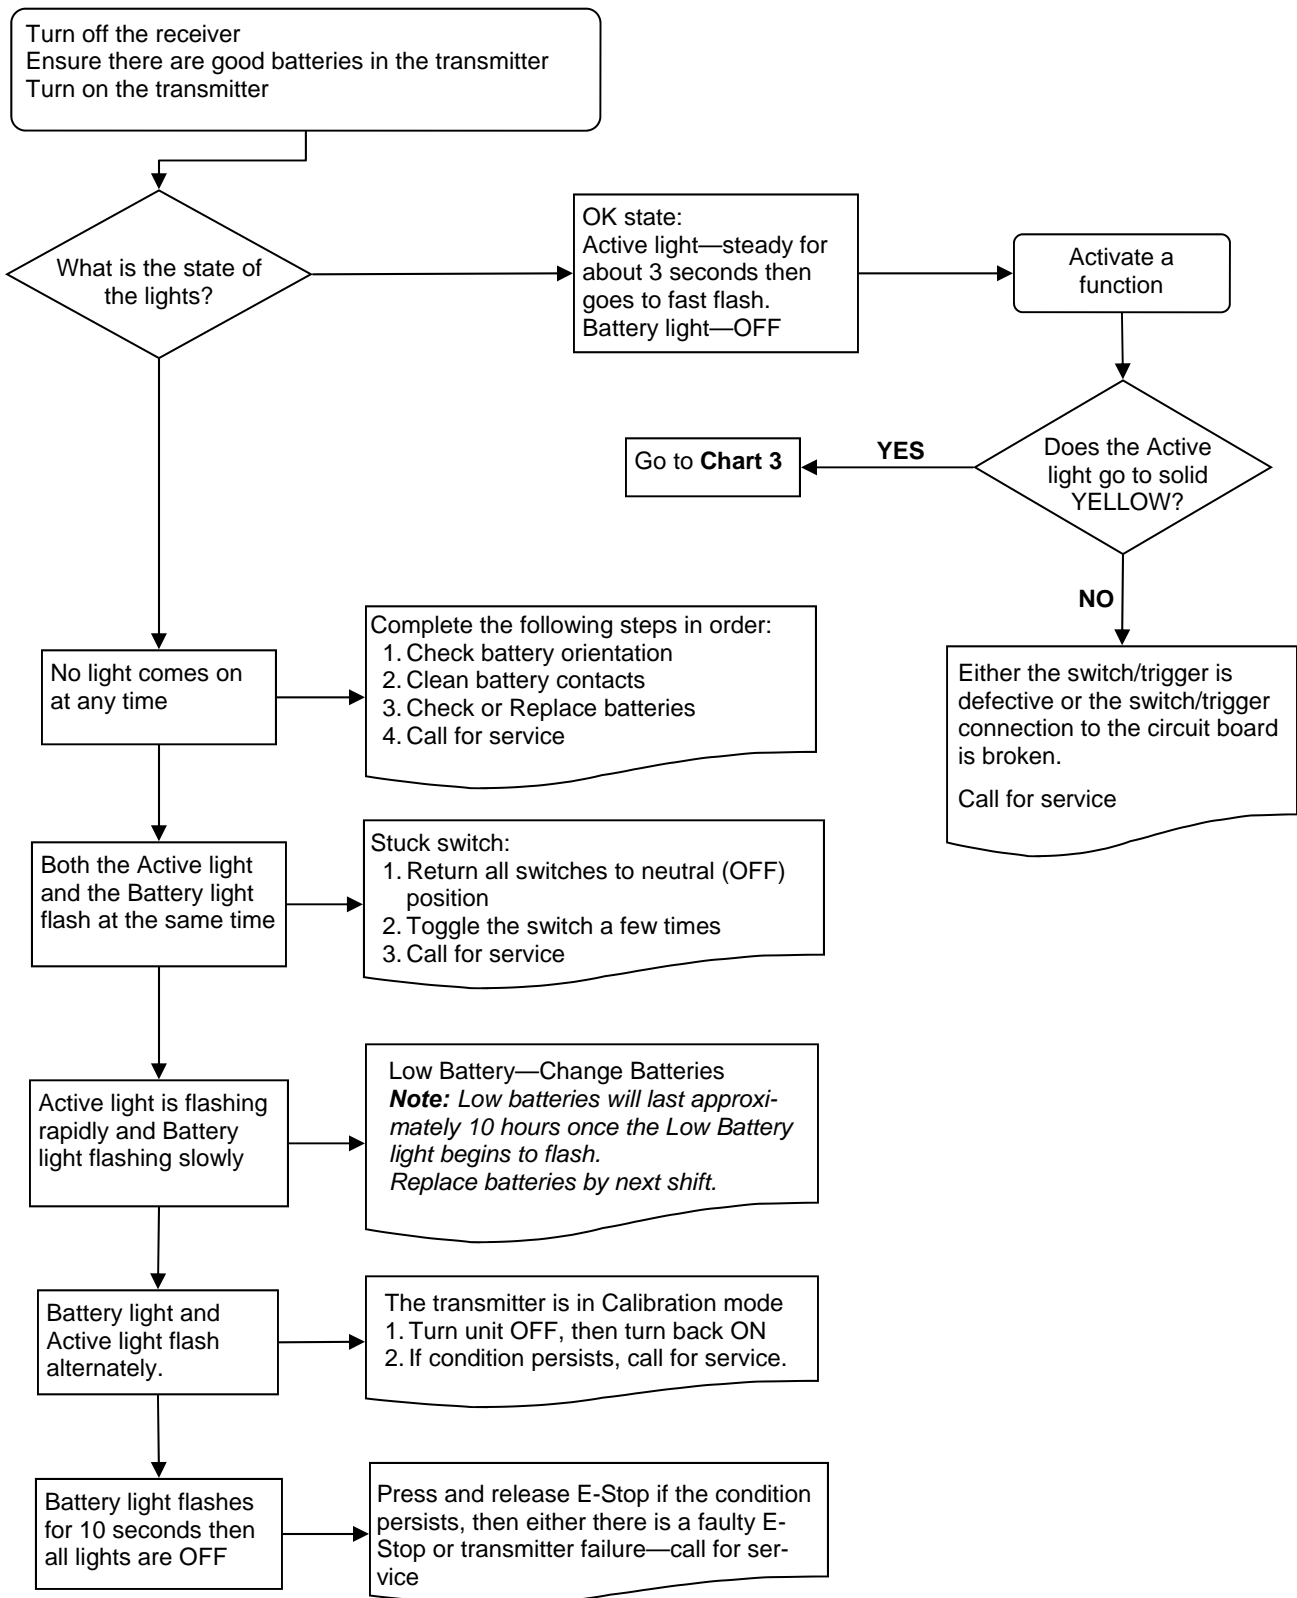 Turn off the receiver
Ensure there are good batteries in the transmitter
Turn on the transmitter
What is the state of
the lights?
OK state:
Active light—steady for
about 3 seconds then
goes to fast flash.
Battery light—OFF
Activate a
function
Does the Active
light go to solid
YELLOW?
YES
Go to Chart 3
NO
Either the switch/trigger is
defective or the switch/trigger
connection to the circuit board
is broken.
Call for service
No light comes on
at any time
Complete the following steps in order:
1. Check battery orientation
2. Clean battery contacts
3. Check or Replace batteries
4. Call for service
Both the Active light
and the Battery light
flash at the same time
Stuck switch:
1. Return all switches to neutral (OFF)
position
2. Toggle the switch a few times
3. Call for service
Active light is flashing
rapidly and Battery
light flashing slowly
Low Battery—Change Batteries
Note: Low batteries will last approxi-
mately 10 hours once the Low Battery
light begins to flash.
Replace batteries by next shift.
Battery light and
Active light flash
alternately.
The transmitter is in Calibration mode
1. Turn unit OFF, then turn back ON
2. If condition persists, call for service.
Battery light flashes
for 10 seconds then
all lights are OFF
Press and release E-Stop if the condition
persists, then either there is a faulty E-
Stop or transmitter failure—call for ser-
vice